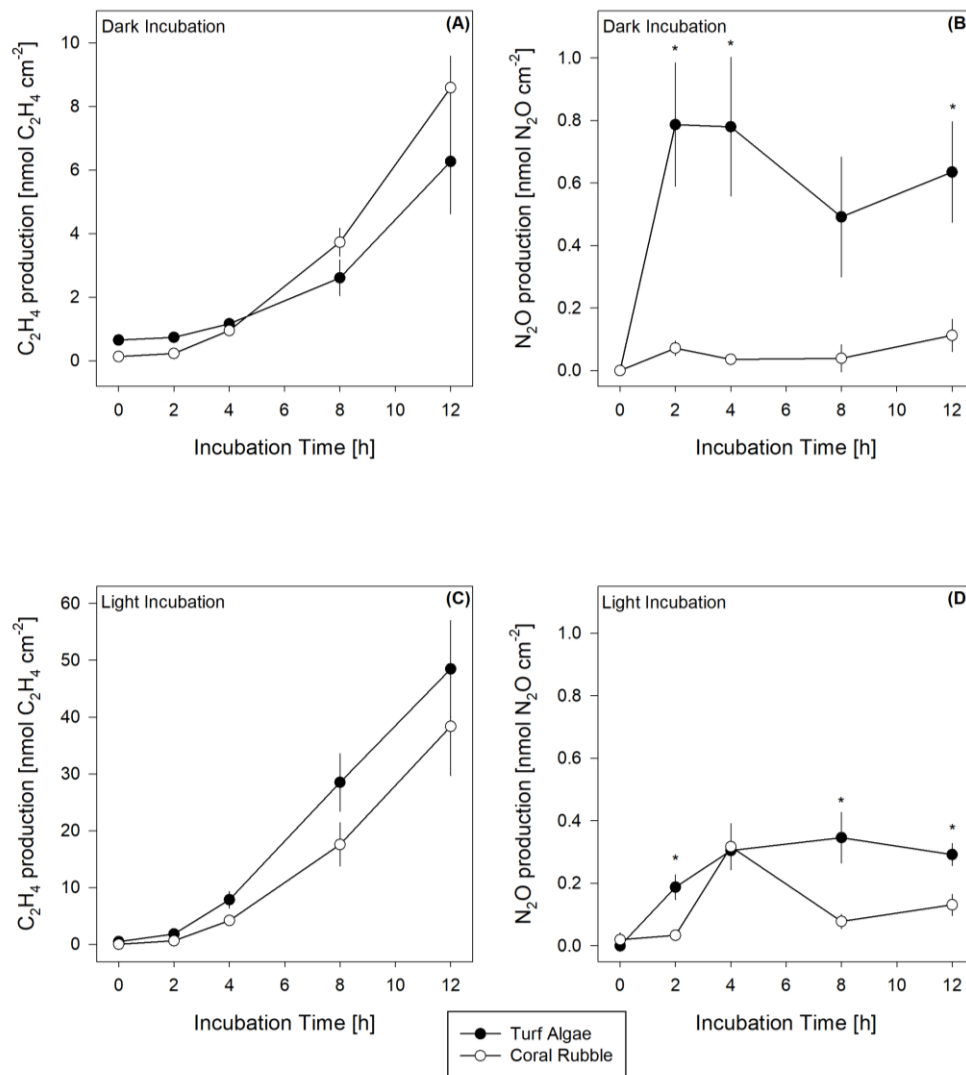 Dark Incubation (A)
C₂H₄ production [nmol C₂H₄ cm⁻²]
10
8
6
4
2
0
0 2 4 6 8 10 12
Incubation Time [h]
Dark Incubation (B)
N₂O production [nmol N₂O cm⁻²]
1.0
0.8
0.6
0.4
0.2
0.0
* * *
0 2 4 6 8 10 12
Incubation Time [h]
Light Incubation (C)
C₂H₄ production [nmol C₂H₄ cm⁻²]
60
50
40
30
20
10
0
0 2 4 6 8 10 12
Incubation Time [h]
Light Incubation (D
N₂O production [nmol N₂O cm⁻²]
1.0
0.8
0.6
0.4
0.2
0.0
* * *
0 2 4 6 8 10 12
Incubation Time [h]
Turf Algae
Coral Rubble